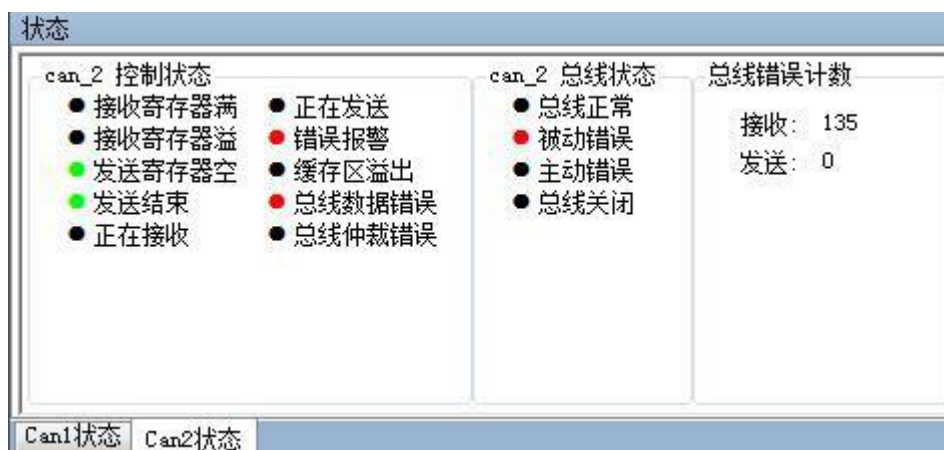 状态
can_2 控制状态
接收寄存器满
接收寄存器溢
发送寄存器空
发送结束
正在接收
正在发送
错误报警
缓存区溢出
总线数据错误
总线仲裁错误
can_2 总线状态
总线正常
被动错误
主动错误
总线关闭
总线错误计数
接收: 135
发送: 0
Can1状态
Can2状态